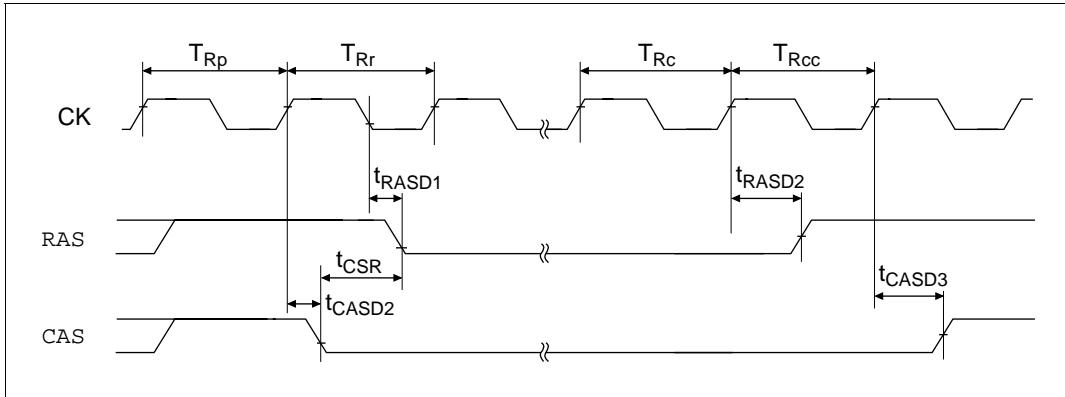 TRp TRr TRc TRcc
CK
tRASD1 tRASD2
RAS
tCSR tCASD3
tCASD2
CAS